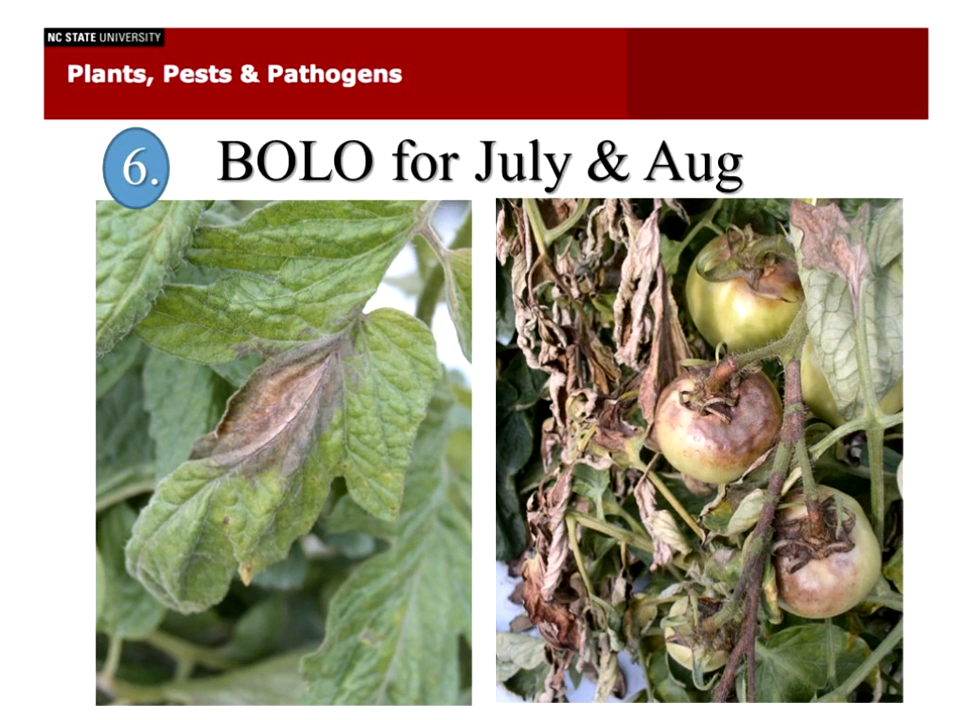 NC STATE UNIVERSITY
Plants, Pests & Pathogens
6. BOLO for July & Aug